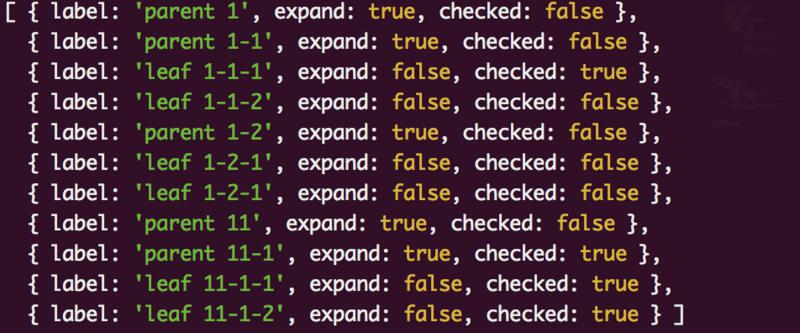 [ { label: 'parent 1', expand: true, checked: false },
{ label: 'parent 1-1', expand: true, checked: false },
{ label: 'leaf 1-1-1', expand: false, checked: true },
{ label: 'leaf 1-1-2', expand: false, checked: false },
{ label: 'parent 1-2', expand: true, checked: false },
{ label: 'leaf 1-2-1', expand: false, checked: false },
{ label: 'leaf 1-2-1', expand: false, checked: false },
{ label: 'parent 11', expand: true, checked: false },
{ label: 'parent 11-1', expand: true, checked: true },
{ label: 'leaf 11-1-1', expand: false, checked: true },
{ label: 'leaf 11-1-2', expand: false, checked: true } ]